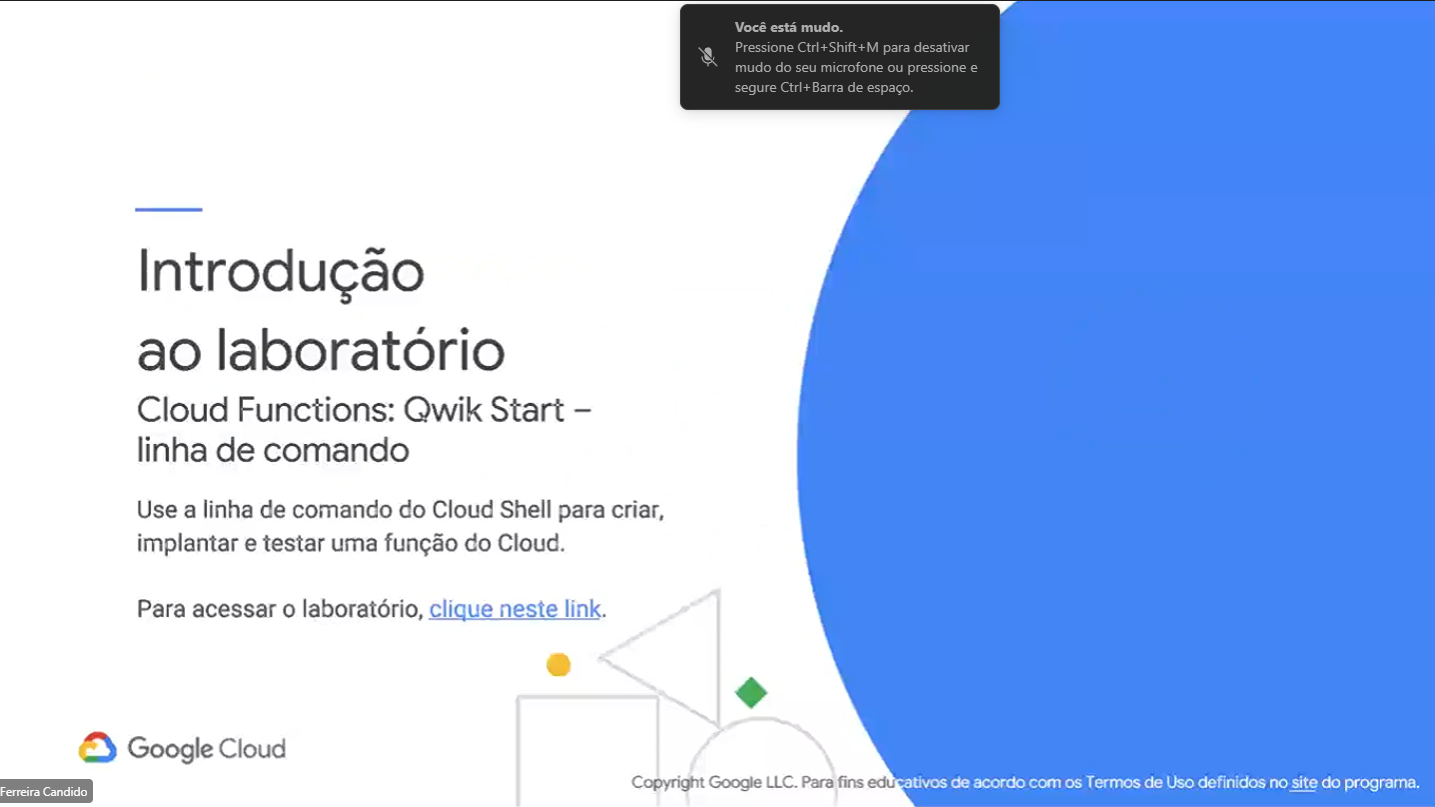 Você está mudo.
Pressione Ctrl+Shift+M para desativar
mudo do seu microfone ou pressione e
segure Ctrl+Barra de espaço.
Introdução
ao laboratório
Cloud Functions: Qwik Start –
linha de comando
Use a linha de comando do Cloud Shell para criar,
implantar e testar uma função do Cloud.
Para acessar o laboratório, clique neste link.
Google Cloud
Copyright Google LLC. Para fins educativos de acordo com os Termos de Uso definidos no site do programa.
Ferreira Candido